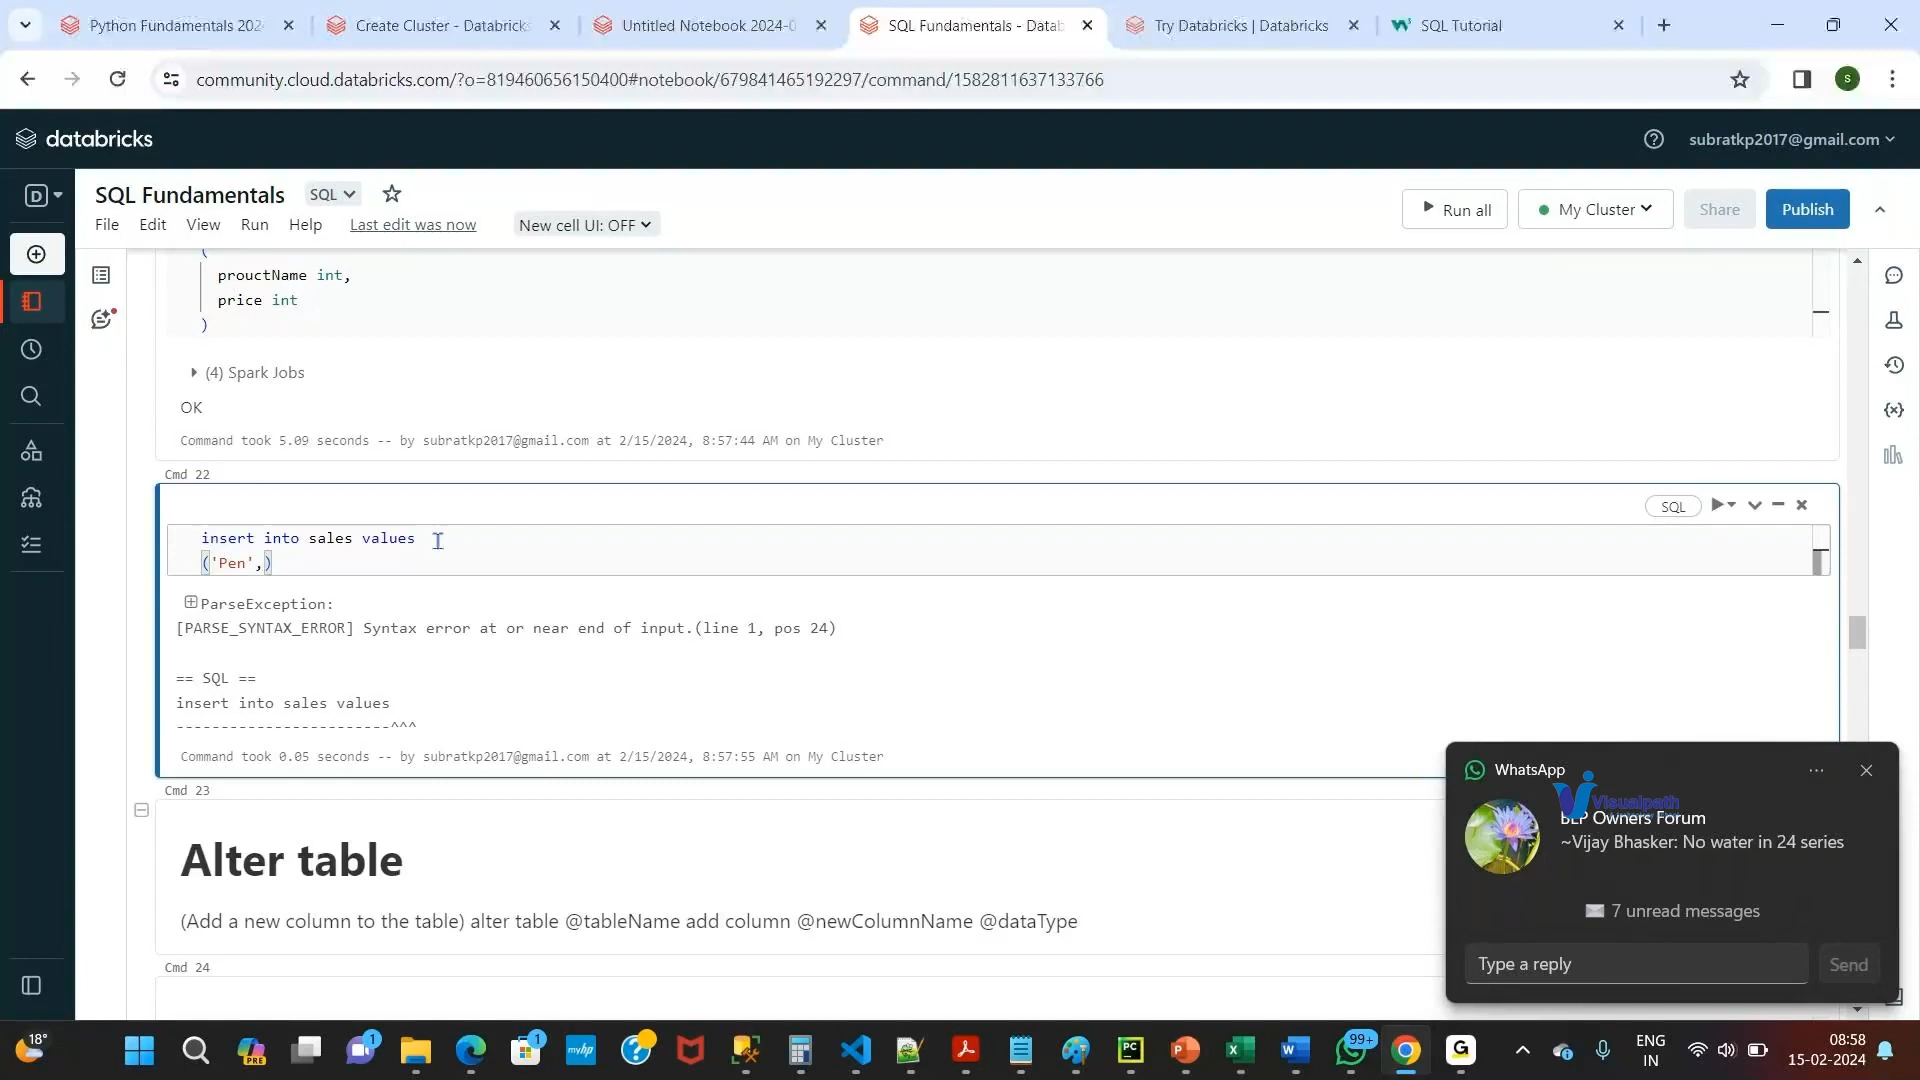 Python Fundamentals 202
Create Cluster - Databricks
Untitled Notebook 2024-0
SQL Fundamentals - Datab
Try Databricks | Databricks
SQL Tutorial
community.cloud.databricks.com/?o=819460656150400#notebook/679841465192297/command/1582811637133766
S
databricks
subratkp2017@gmail.com
D
SQL Fundamentals
SQL
File Edit View Run Help Last edit was now New cell UI: OFF
Run all
My Cluster
Share
Publish
(
prouctName int,
price int
)
(4) Spark Jobs
OK
Command took 5.09 seconds -- by subratkp2017@gmail.com at 2/15/2024, 8:57:44 AM on My Cluster
Cmd 22
SQL
insert into sales values
('Pen',)
ParseException:
[PARSE_SYNTAX_ERROR] Syntax error at or near end of input.(line 1, pos 24)
== SQL ==
insert into sales values
------------------------^^^
Command took 0.05 seconds -- by subratkp2017@gmail.com at 2/15/2024, 8:57:55 AM on My Cluster
Cmd 23
Alter table
(Add a new column to the table) alter table @tableName add column @newColumnName @dataType
Cmd 24
WhatsApp
Visualpath
BLP Owners Forum
~Vijay Bhasker: No water in 24 series
7 unread messages
Type a reply
Send
18°
PRE
1
1
myhp
99+
ENG
IN
08:58
15-02-2024